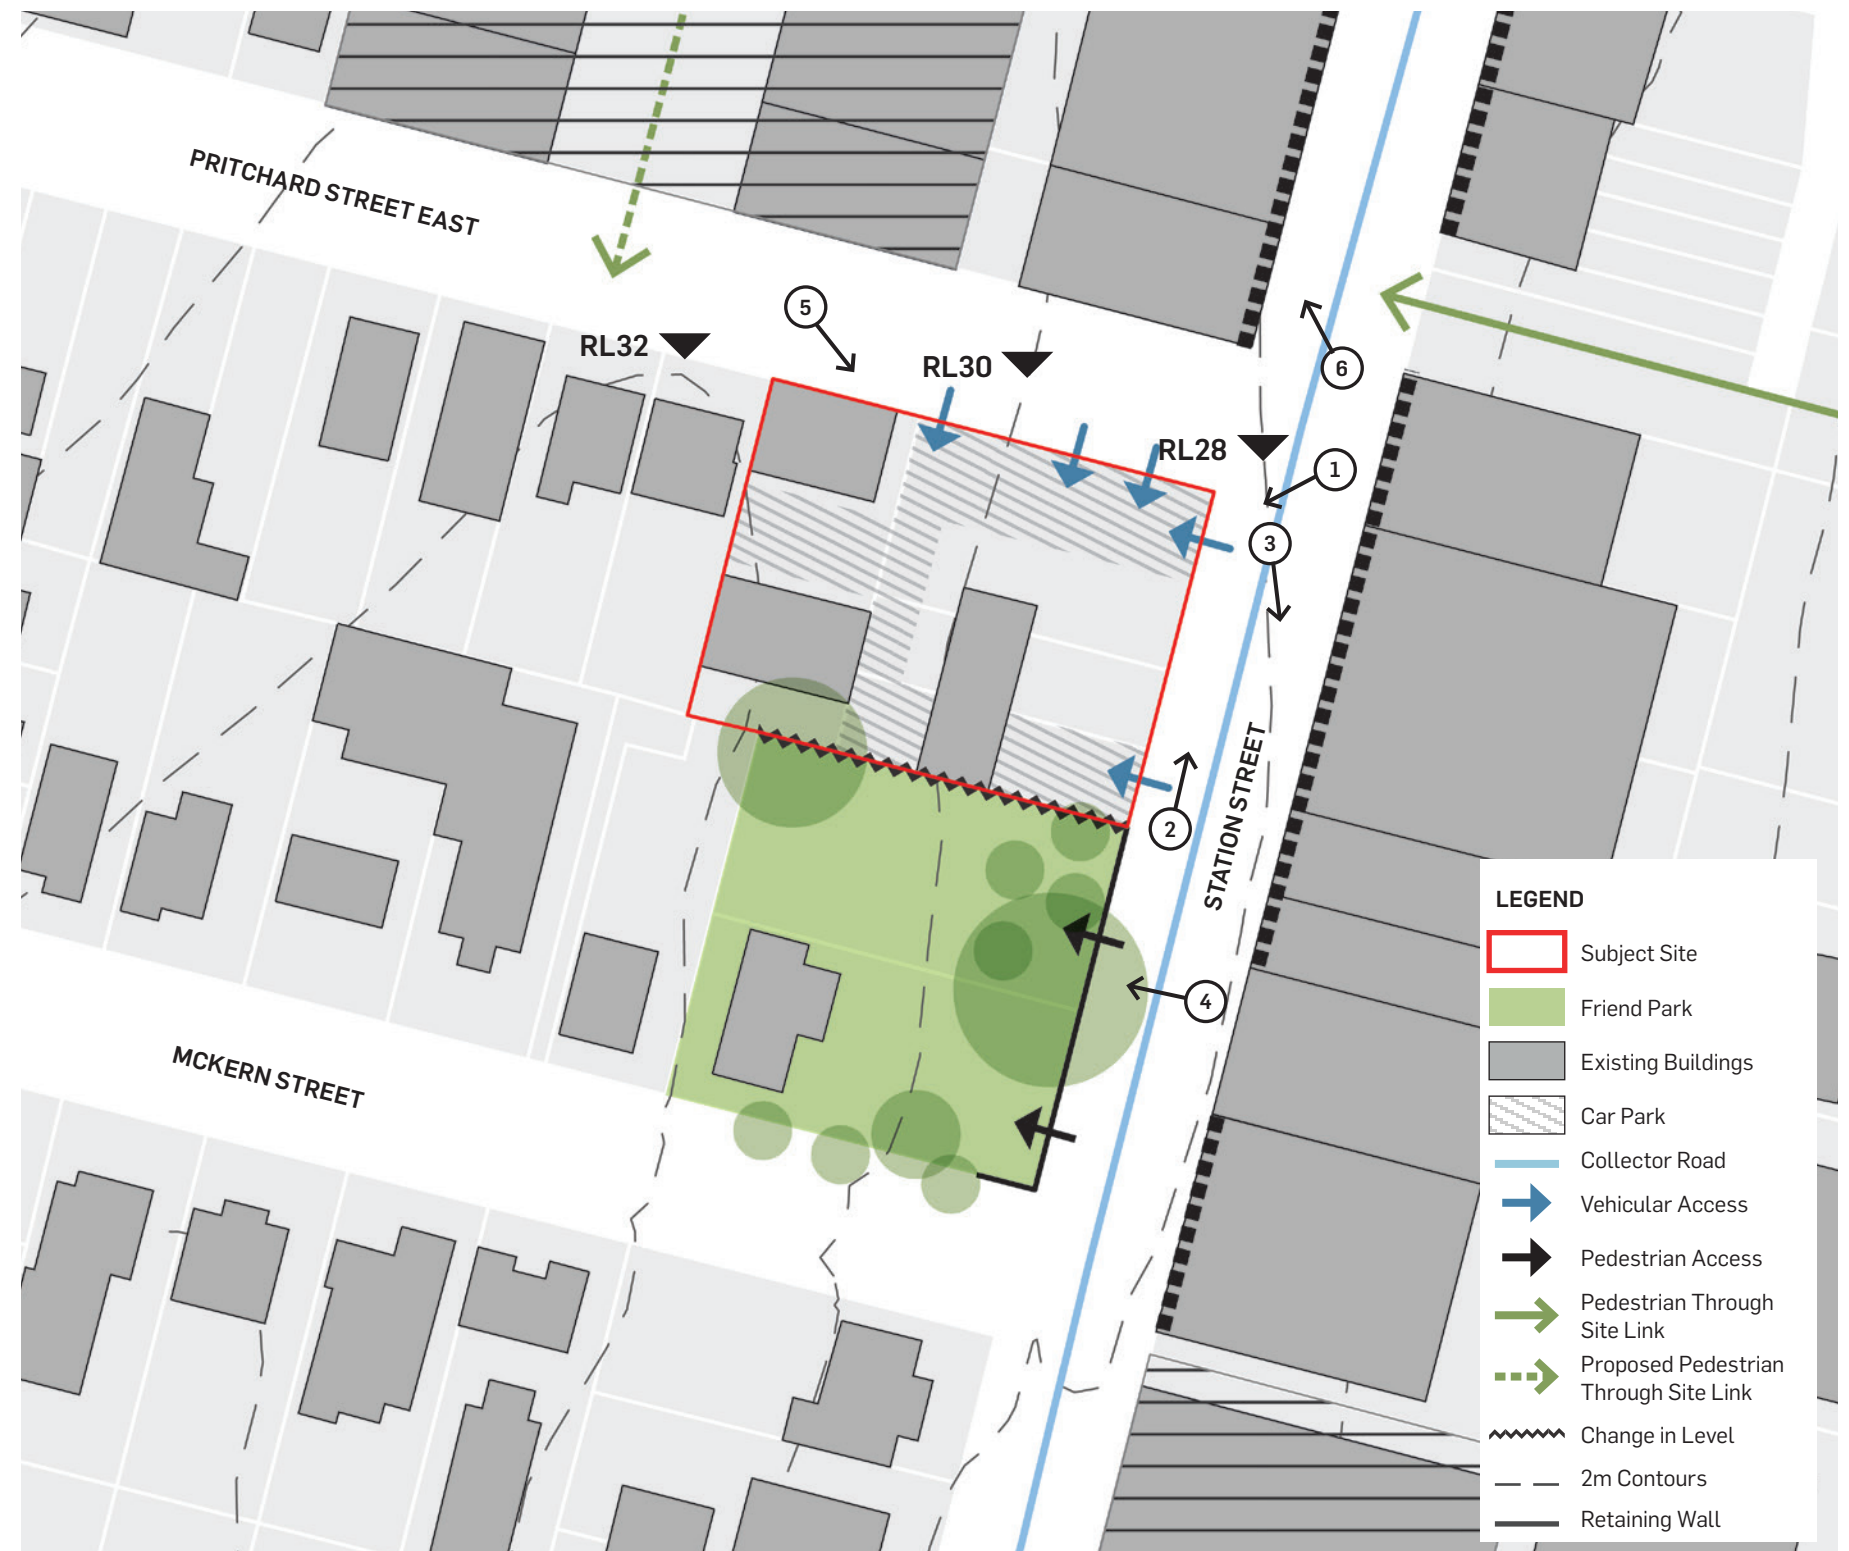 PRITCHARD STREET EAST
5
RL32
RL30
6
RL28
1
3
STATION STREET
2
4
MCKERN STREET
LEGEND
Subject Site
Friend Park
Existing Buildings
Car Park
Collector Road
Vehicular Access
Pedestrian Access
Pedestrian Through
Site Link
Proposed Pedestrian
Through Site Link
Change in Level
2m Contours
Retaining Wall